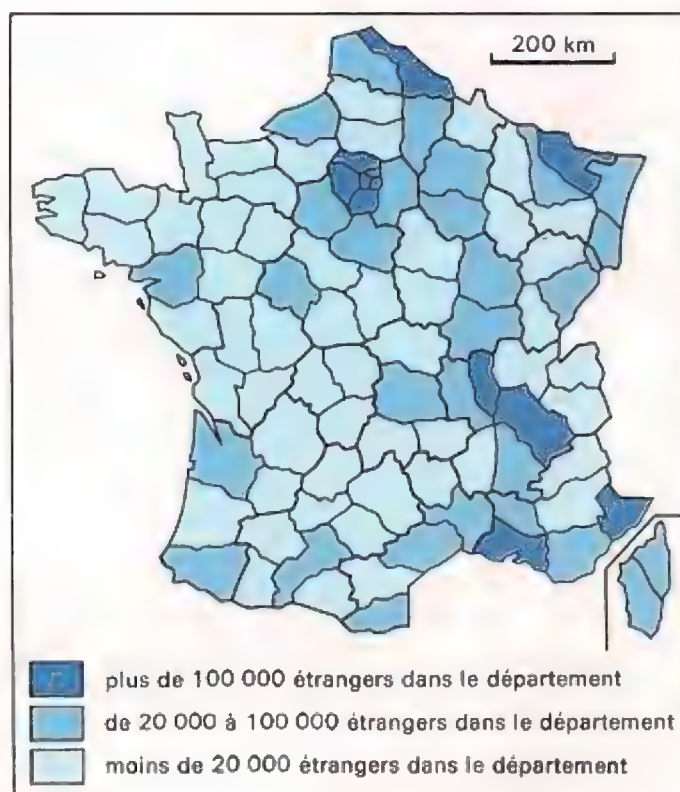 200 km
plus de 100 000 étrangers dans le département
de 20 000 à 100 000 étrangers dans le département
moins de 20 000 étrangers dans le département